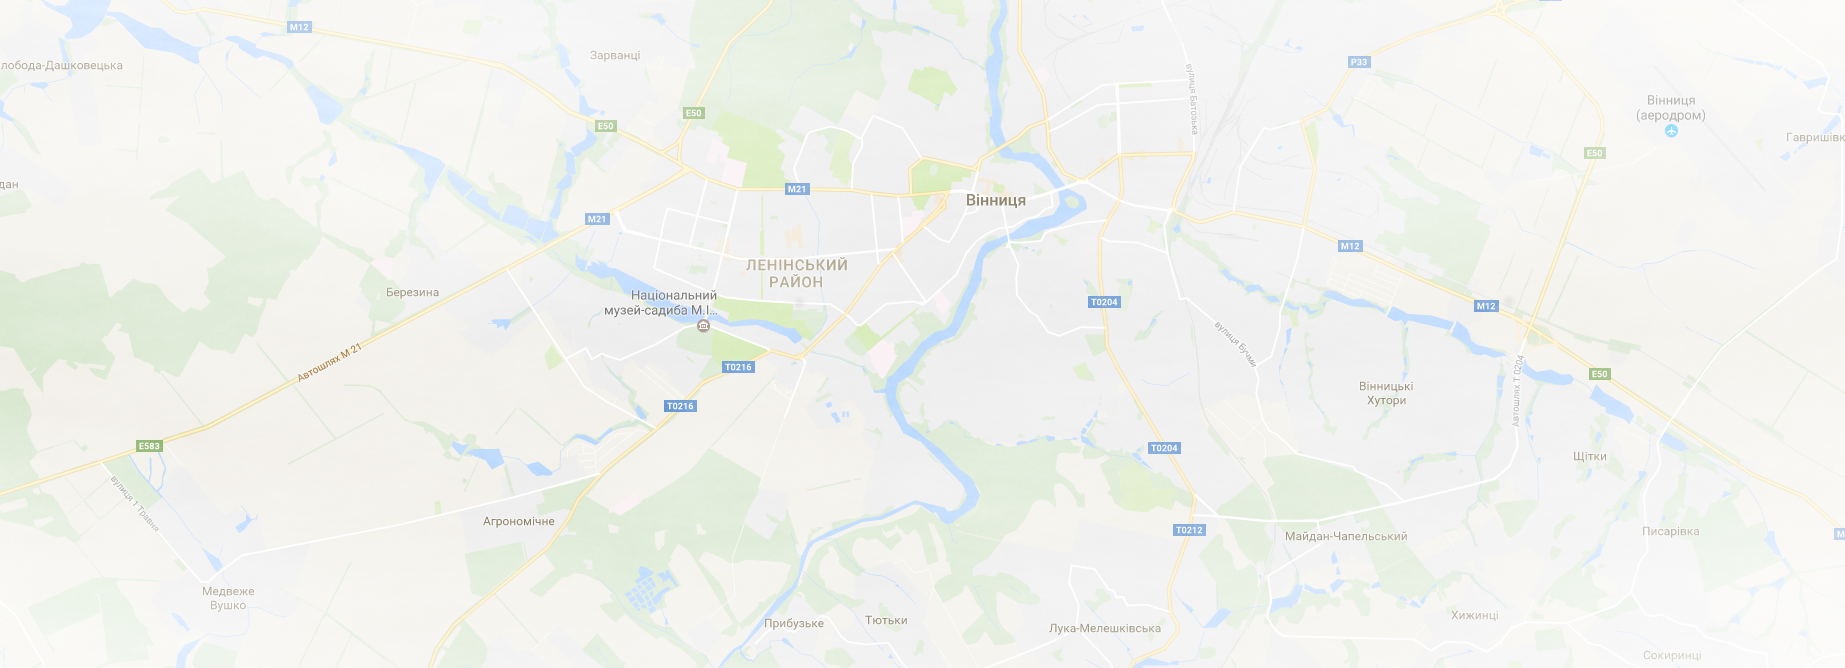 M12
Зарванці
лобода-Дашковецька
P33
вулиця Батозька
E50
E50
Вінниця
(аеродром)
Гавришівк
E50
дан
M21
Вінниця
M21
M12
ЛЕНІНСЬКИЙ
РАЙОН
Березина
Національний
музей-садиба М.І...
T0204
M12
вулиця Бучми
Автошлях М 21
T0216
E50
Автошлях Т 0204
Вінницькі
Хутори
T0216
E583
T0204
Щітки
вулиця 1 Травня
Агрономічне
T0212
Майдан-Чапельський
Писарівка
M
Медвеже
Вушко
Прибузьке
Тютьки
Лука-Мелешківська
Хижинці
Сокиринці